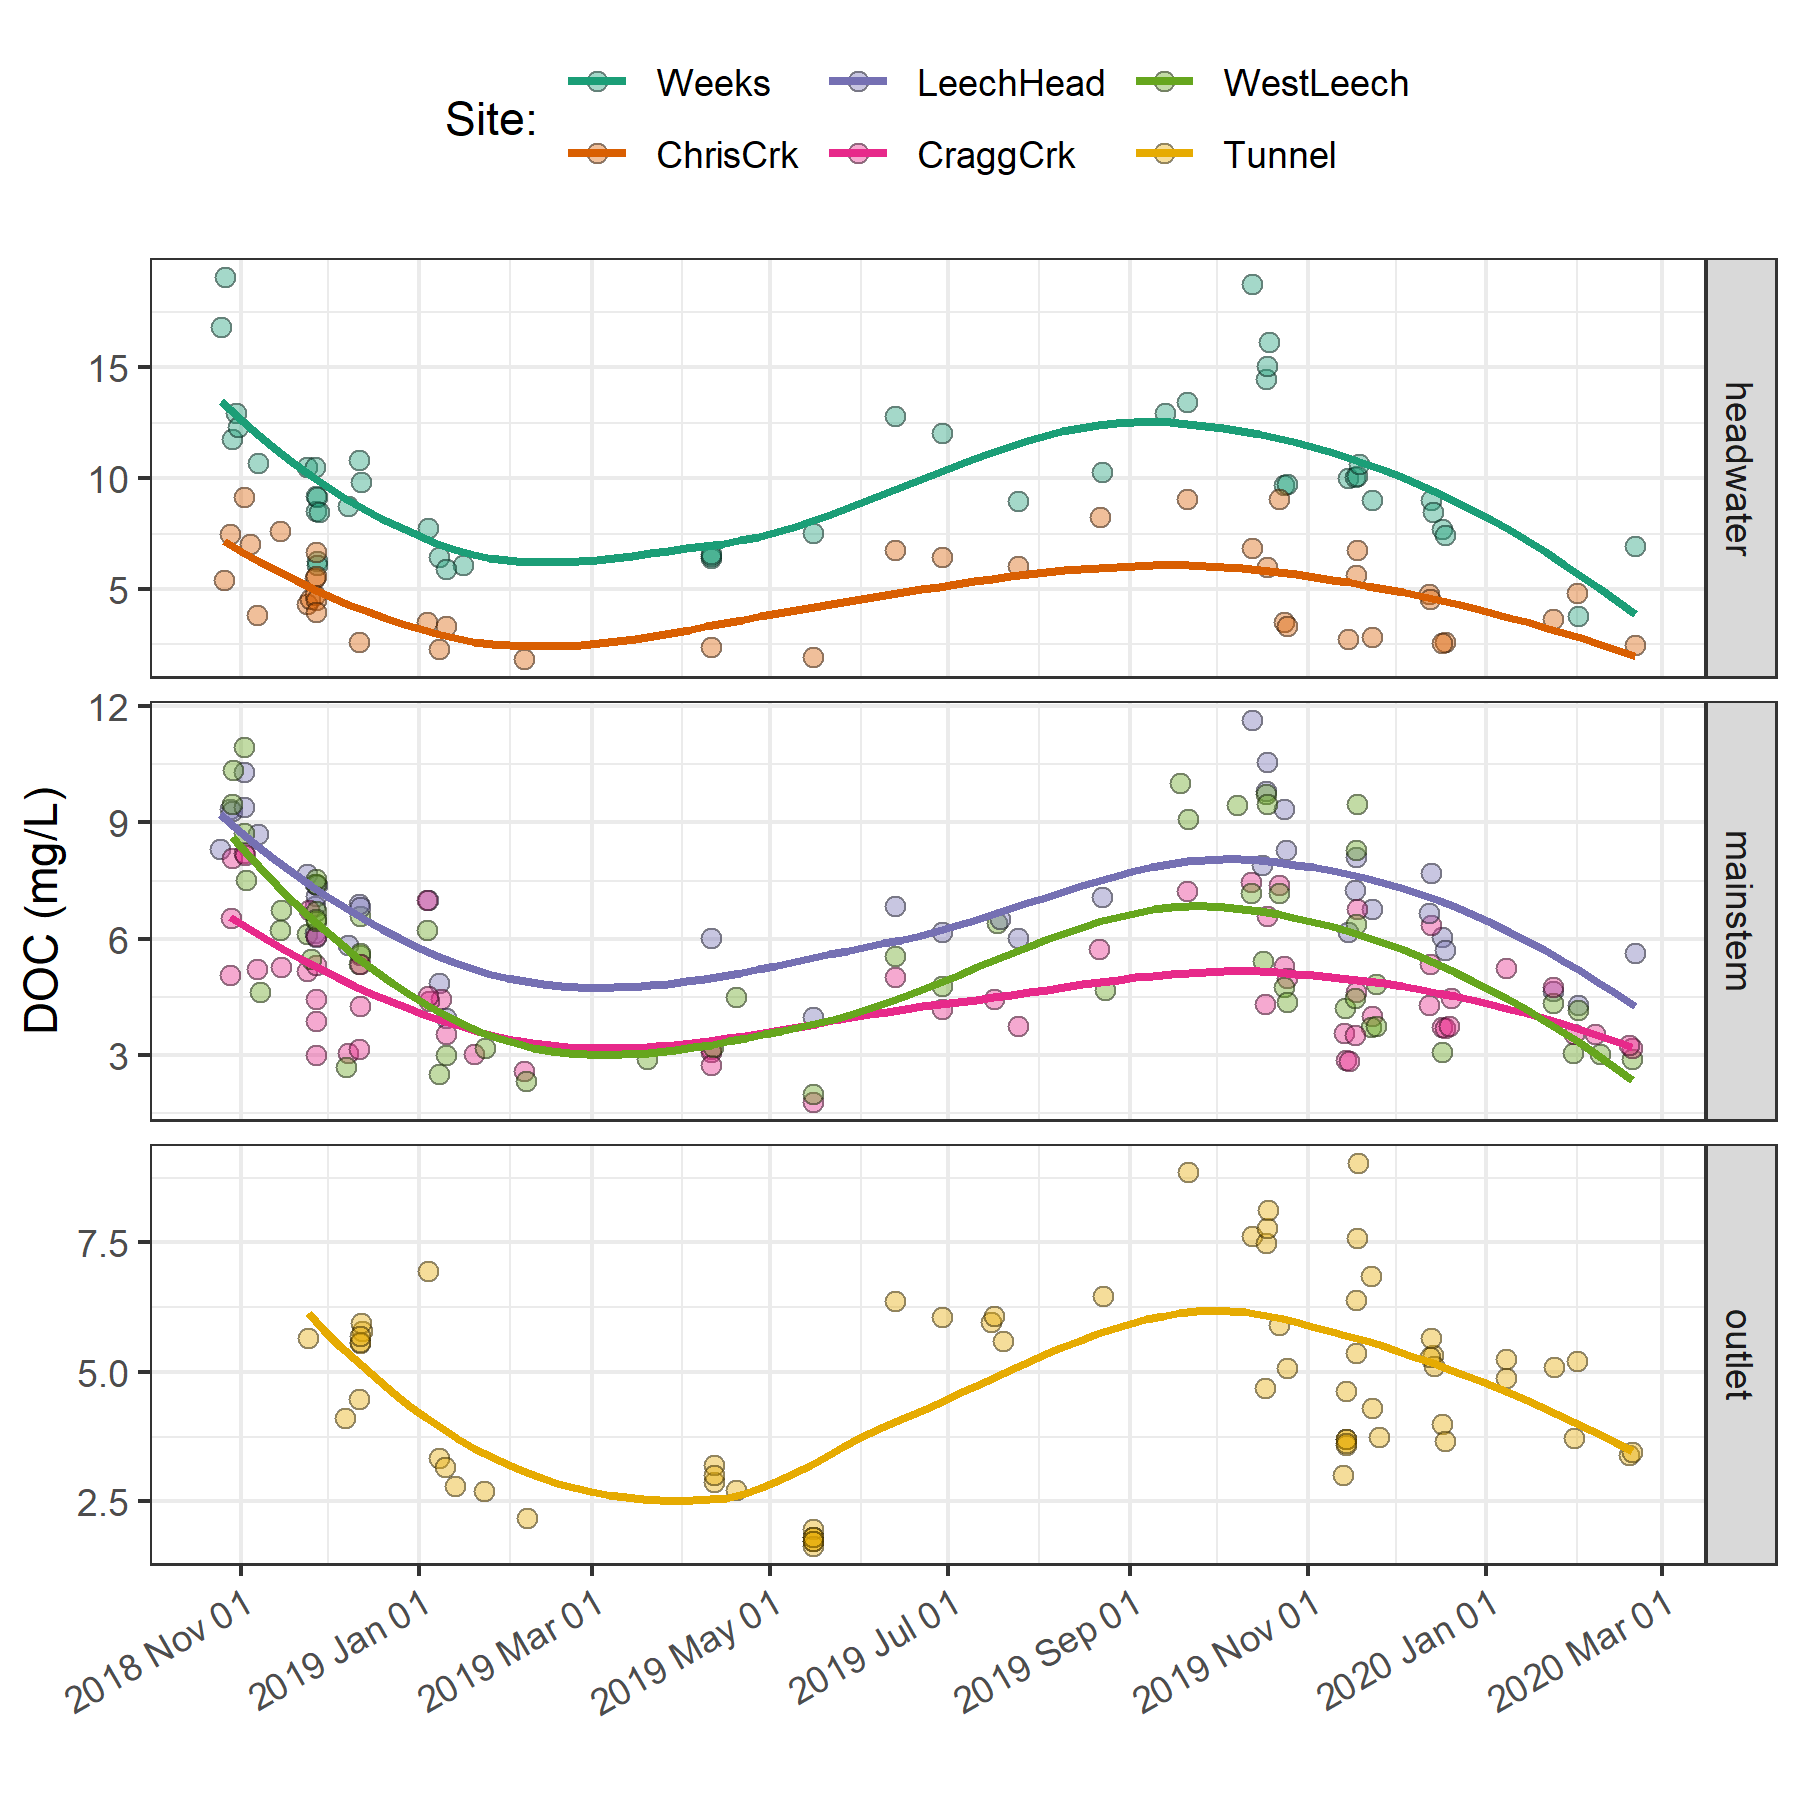 Site:
Weeks
LeechHead
WestLeech
ChrisCrk
CraggCrk
Tunnel
DOC (mg/L)
15
10
5
headwater
12
9
6
3
mainstem
7.5
5.0
2.5
outlet
2018 Nov 01
2019 Jan 01
2019 Mar 01
2019 May 01
2019 Jul 01
2019 Sep 01
2019 Nov 01
2020 Jan 01
2020 Mar 01